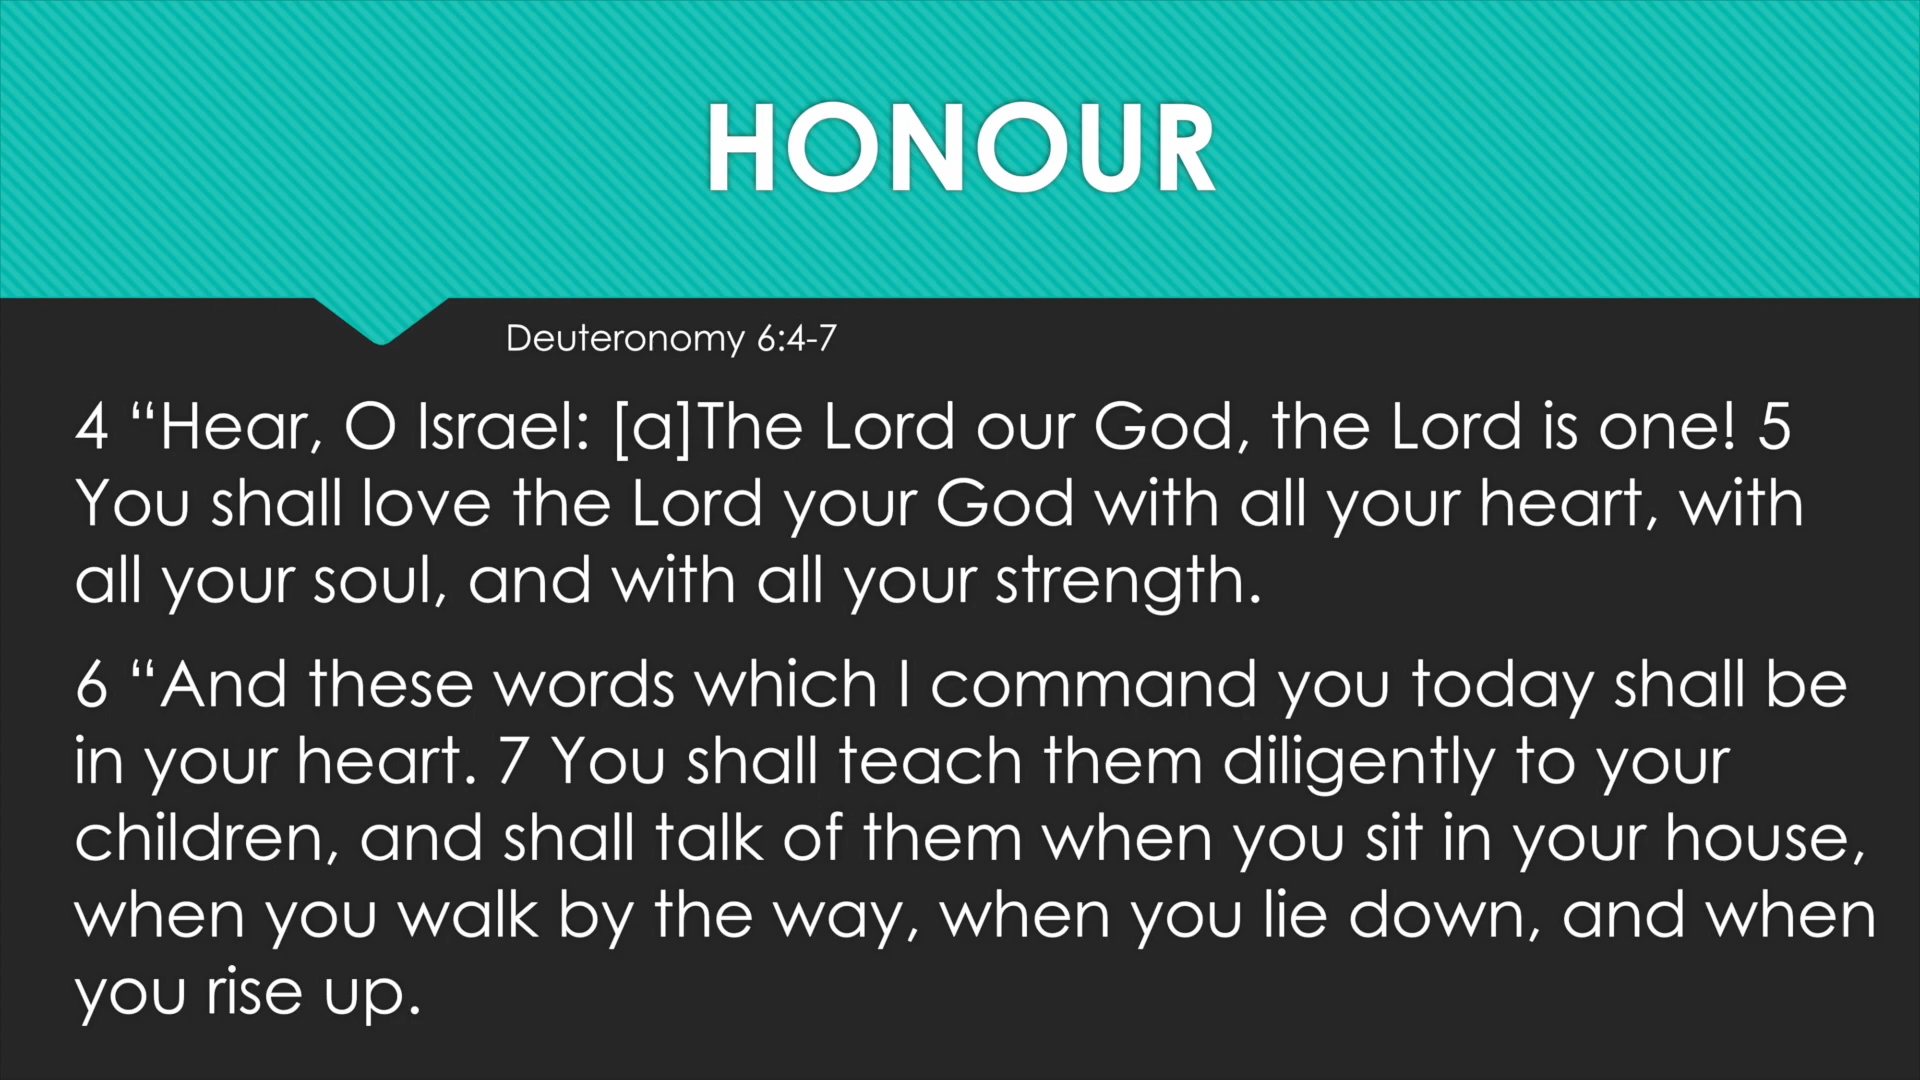 HONOUR
Deuteronomy 6:4-7
4 “Hear, O Israel: [a]The Lord our God, the Lord is one! 5
You shall love the Lord your God with all your heart, with
all your soul, and with all your strength.
6 “And these words which I command you today shall be
in your heart. 7 You shall teach them diligently to your
children, and shall talk of them when you sit in your house,
when you walk by the way, when you lie down, and when
you rise up.